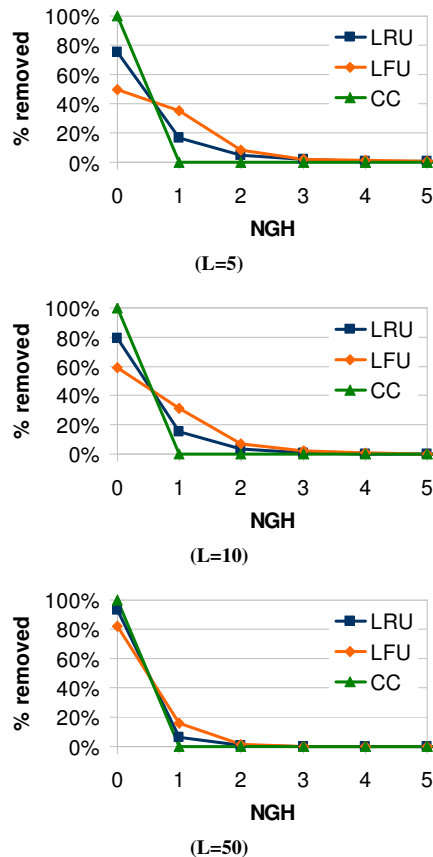 100%
80%
60%
40%
20%
0%
% removed
LRU
LFU
CC
0 1 2 3 4 5
NGH
(L=5)
100%
80%
60%
40%
20%
0%
% removed
LRU
LFU
CC
0 1 2 3 4 5
NGH
(L=10)
100%
80%
60%
40%
20%
0%
% removed
LRU
LFU
CC
0 1 2 3 4 5
NGH
(L=50)